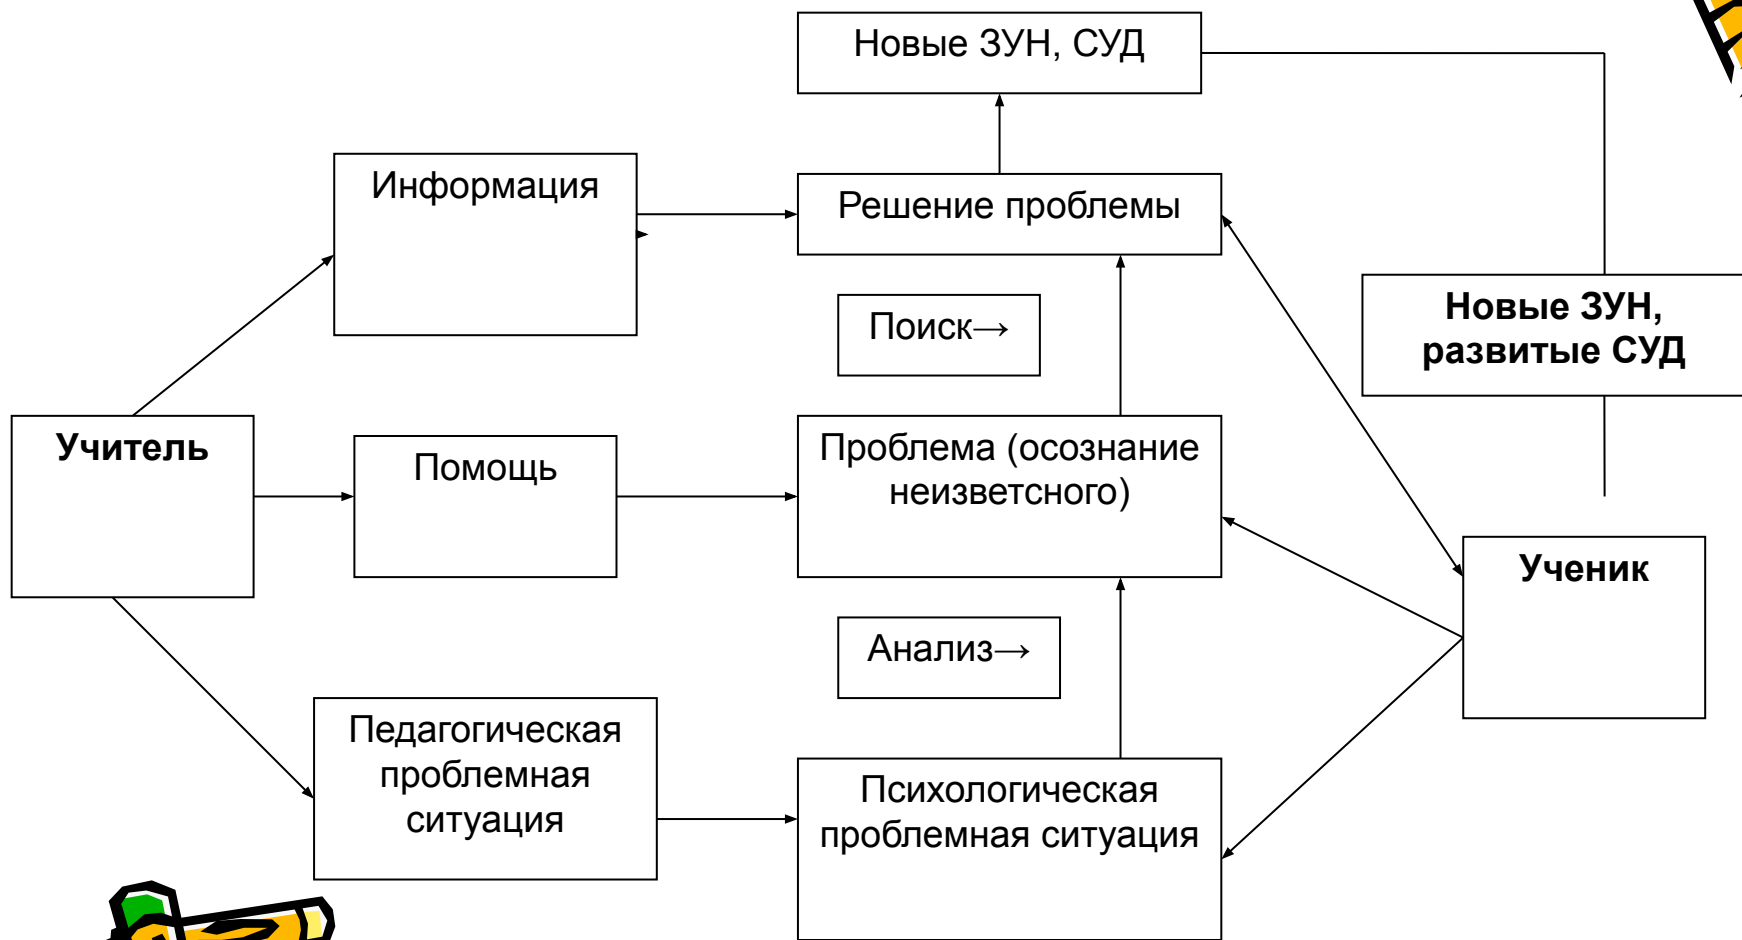 Новые ЗУН, СУД
Информация
Решение проблемы
Поиск→
Новые ЗУН,
развитые СУД
Учитель
Помощь
Проблема (осознание
неизветсного)
Ученик
Анализ→
Педагогическая
проблемная
ситуация
Психологическая
проблемная ситуация